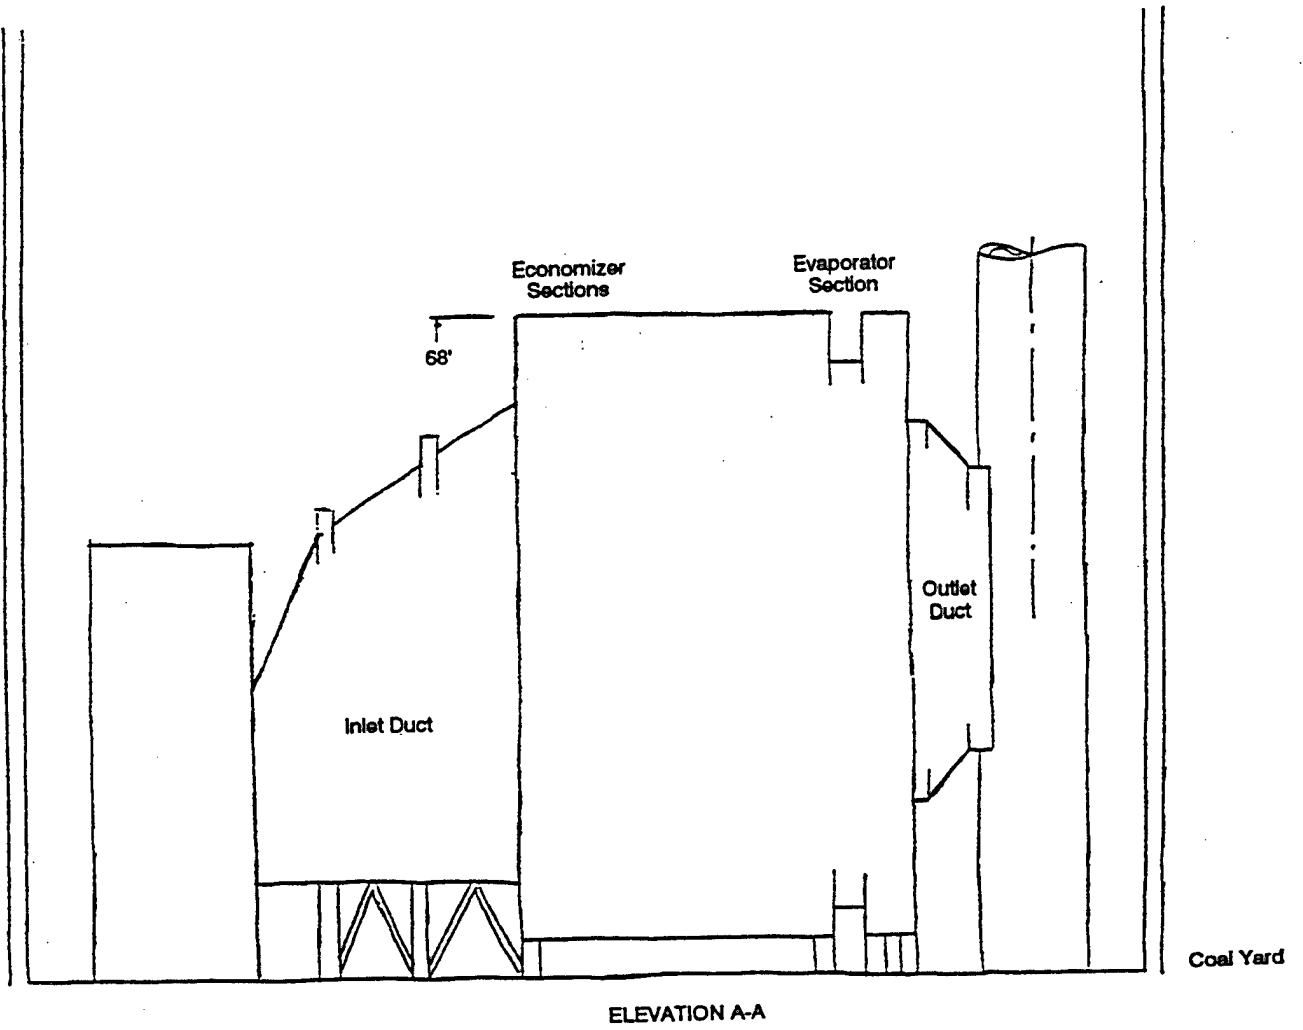 Economizer
Sections
Evaporator
Section
68'
Outlet
Duct
Inlet Duct
Coal Yard
ELEVATION A-A